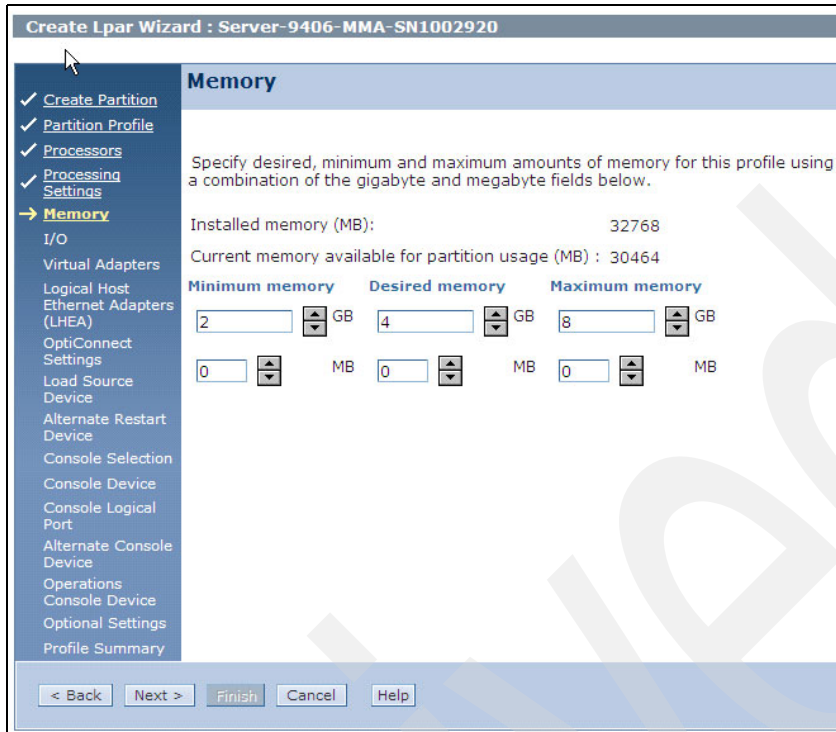 Create Lpar Wizard : Server-9406-MMA-SN1002920
Create Partition
Partition Profile
Processors
Processing
Settings
Memory
I/O
Virtual Adapters
Logical Host
Ethernet Adapters
(LHEA)
OptiConnect
Settings
Load Source
Device
Alternate Restart
Device
Console Selection
Console Device
Console Logical
Port
Alternate Console
Device
Operations
Console Device
Optional Settings
Profile Summary
Memory
Specify desired, minimum and maximum amounts of memory for this profile using
a combination of the gigabyte and megabyte fields below.
Installed memory (MB): 32768
Current memory available for partition usage (MB) : 30464
Minimum memory Desired memory Maximum memory
2 GB 4 GB 8 GB
0 MB 0 MB 0 MB
< Back Next > Finish Cancel Help